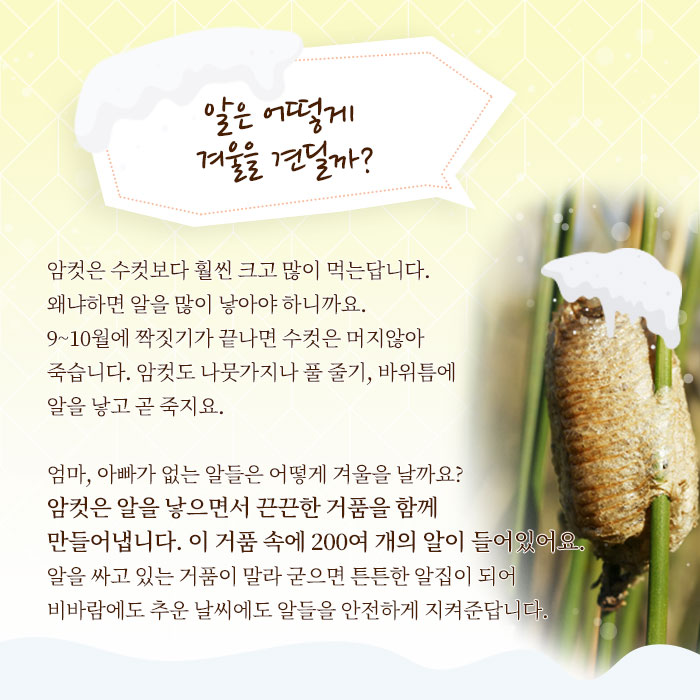 알은 어떻게
겨울을 견딜까?
암컷은 수컷보다 훨씬 크고 많이 먹는답니다.
왜냐하면 알을 많이 낳아야 하니까요.
9~10월에 짝짓기가 끝나면 수컷은 머지않아
죽습니다. 암컷도 나뭇가지나 풀 줄기, 바위틈에
알을 낳고 곧 죽지요.
엄마, 아빠가 없는 알들은 어떻게 겨울을 날까요?
암컷은 알을 낳으면서 끈끈한 거품을 함께
만들어냅니다. 이 거품 속에 200여 개의 알이 들어있어요.
알을 싸고 있는 거품이 말라 굳으면 튼튼한 알집이 되어
비바람에도 추운 날씨에도 알들을 안전하게 지켜준답니다.